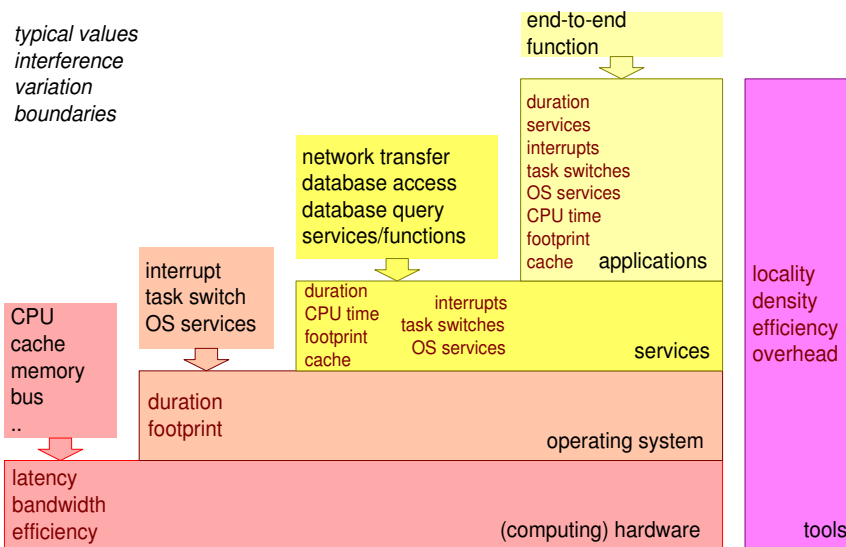 typical values
interference
variation
boundaries
end-to-end
function
duration
services
interrupts
task switches
OS services
CPU time
footprint
cache
applications
network transfer
database access
database query
services/functions
duration
CPU time
footprint
cache
interrupts
task switches
OS services
services
interrupt
task switch
OS services
duration
footprint
operating system
CPU
cache
memory
bus
..
latency
bandwidth
efficiency
(computing) hardware
locality
density
efficiency
overhead
tools